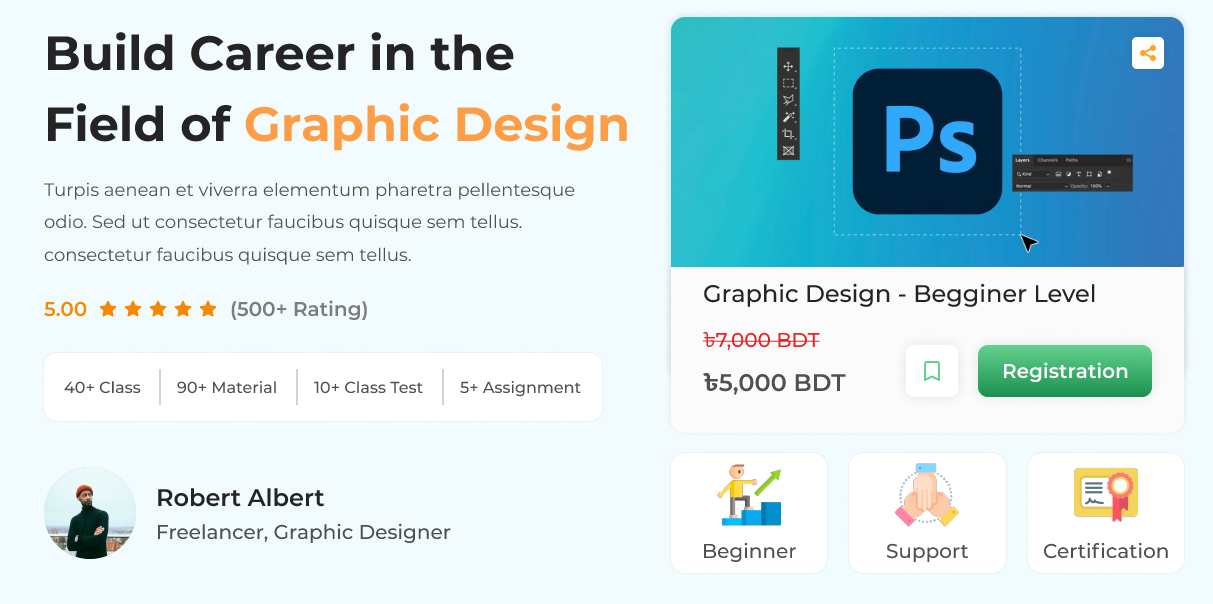 Build Career in the
Field of Graphic Design
Turpis aenean et viverra elementum pharetra pellentesque
odio. Sed ut consectetur faucibus quisque sem tellus.
consectetur faucibus quisque sem tellus.
5.00 (500+ Rating)
40+ Class 90+ Material 10+ Class Test 5+ Assignment
Robert Albert
Freelancer, Graphic Designer
Ps
Layers Channels Paths
Kind
Normal Opacity: 100%
Graphic Design - Begginer Level
৳7,000 BDT
৳5,000 BDT
Registration
Beginner Support Certification